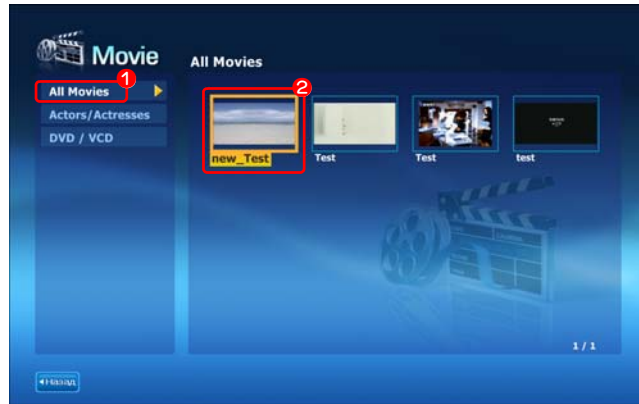 Movie
All Movies
1
All Movies
Actors/Actresses
DVD / VCD
2
new_Test
Test
Test
test
1 / 1
Назад